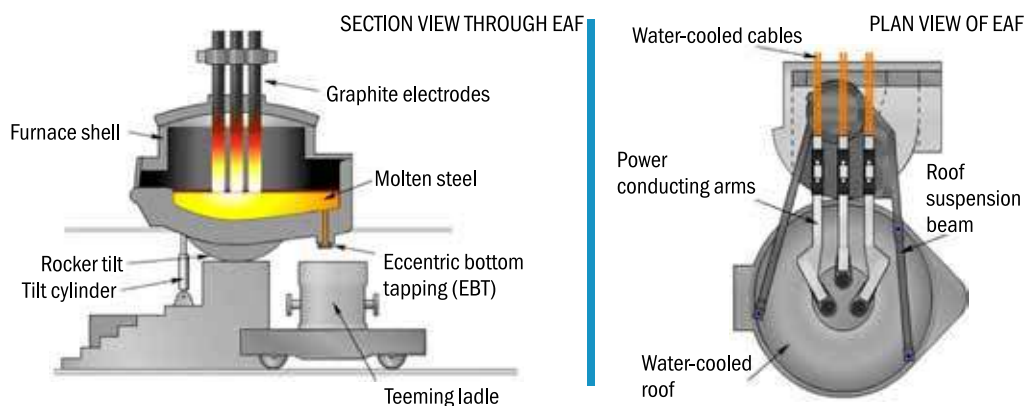 SECTION VIEW THROUGH EAF
Graphite electrodes
Furnace shell
Molten steel
Rocker tilt
Tilt cylinder
Eccentric bottom
tapping (EBT)
Teeming ladle
PLAN VIEW OF EAF
Water-cooled cables
Power
conducting arms
Roof
suspension
beam
Water-cooled
roof